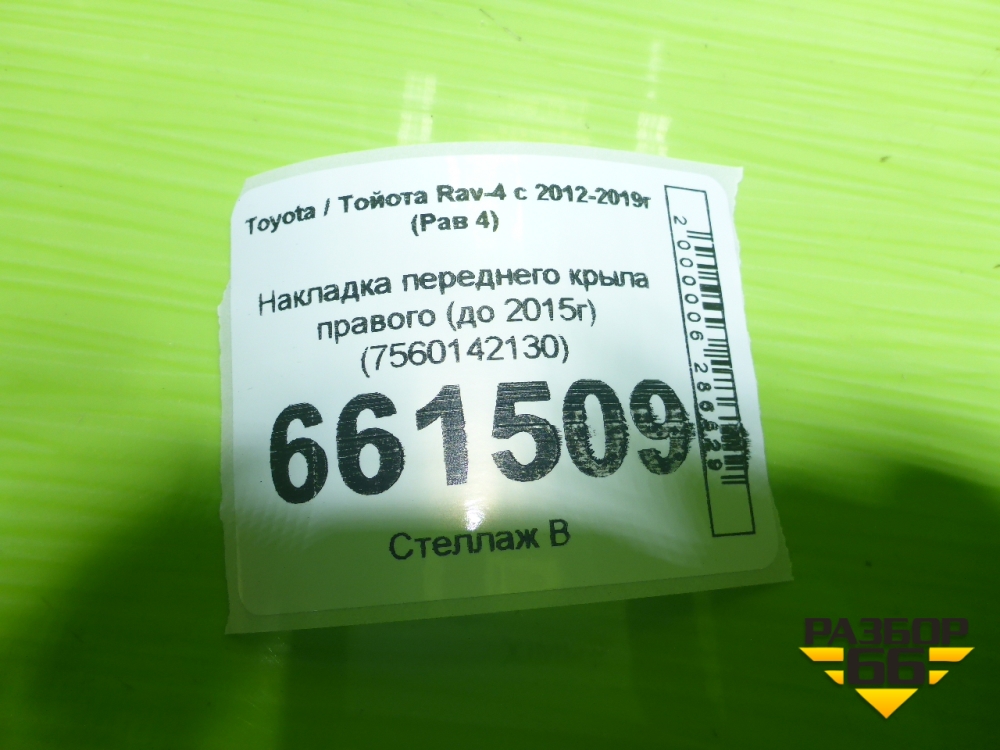 Toyota / Тойота Rav-4 с 2012-2019г
(Рав 4)
Накладка переднего крыла
правого (до 2015г)
(7560142130)
661509
Стеллаж В
РАЗБОР
66